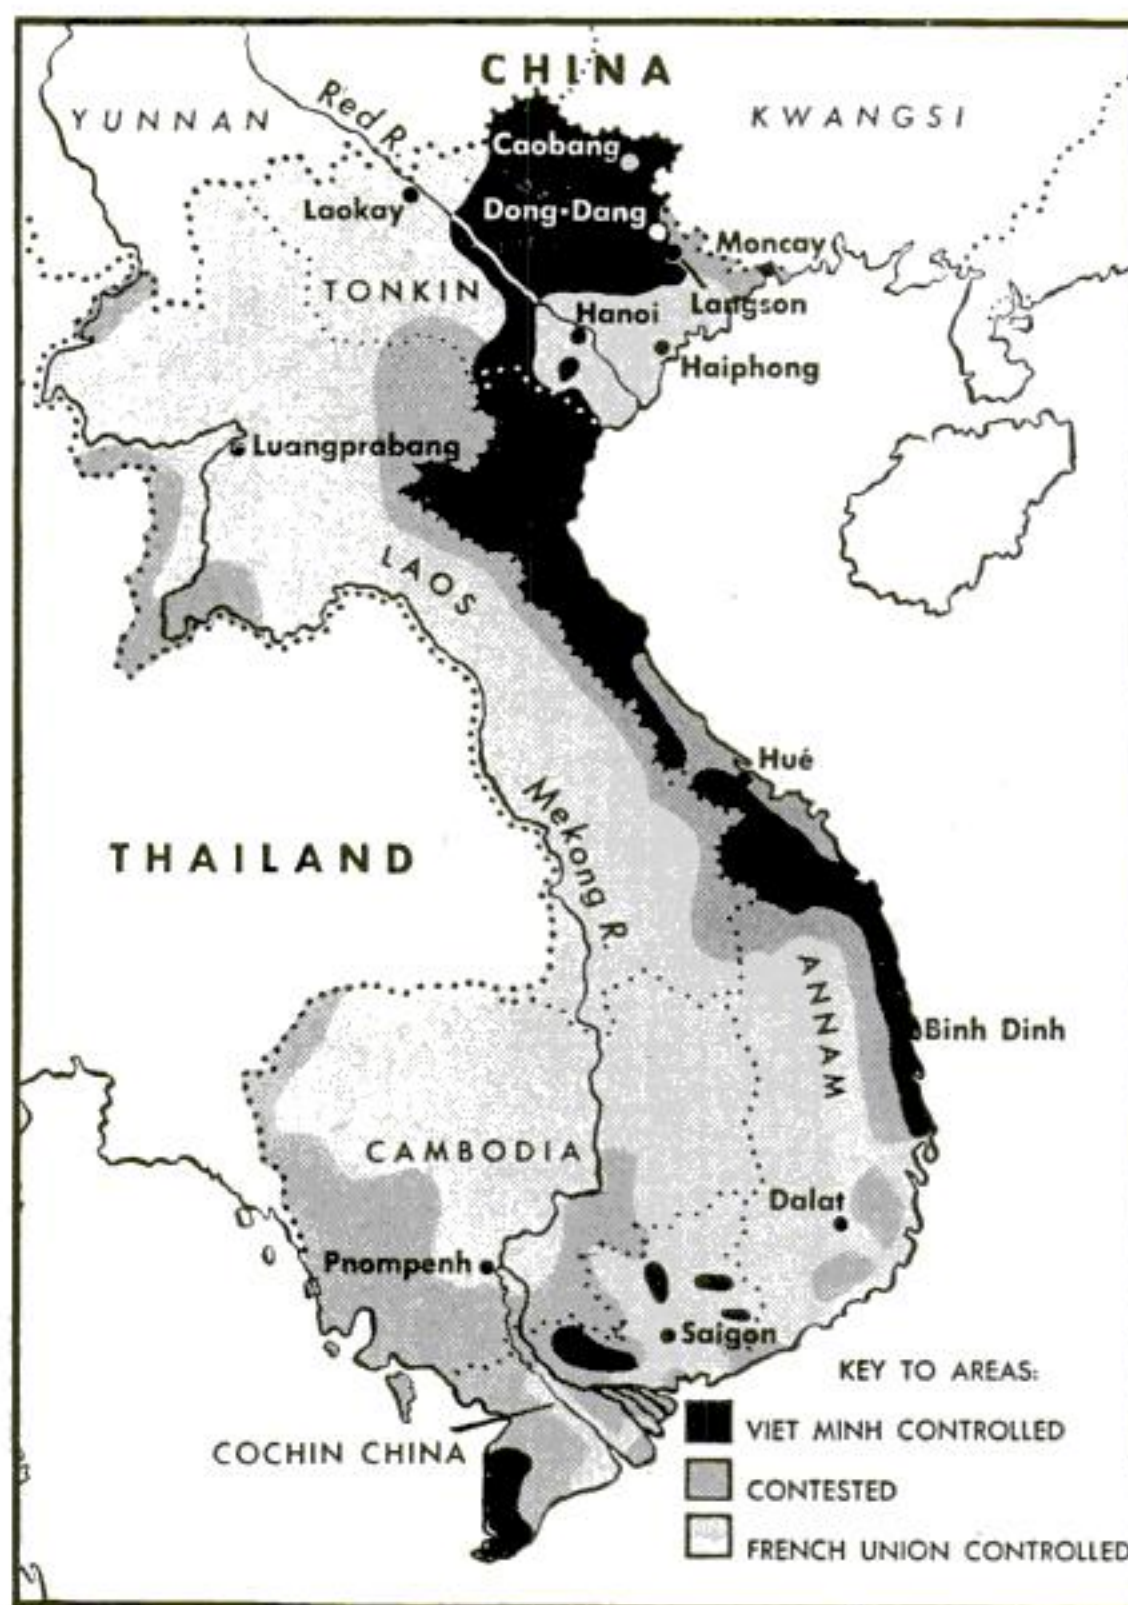 CHINA
YUNNAN
Red R.
KWANGSI
Caobang
Laokay
Dong-Dang
Moncay
TONKIN
Langson
Hanoi
Haiphong
Luangprabang
LAOS
Hué
Mekong R.
THAILAND
ANNAM
Binh Dinh
CAMBODIA
Dalat
Pnompenh
Saigon
COCHIN CHINA
KEY TO AREAS:
VIET MINH CONTROLLED
CONTESTED
FRENCH UNION CONTROLLED